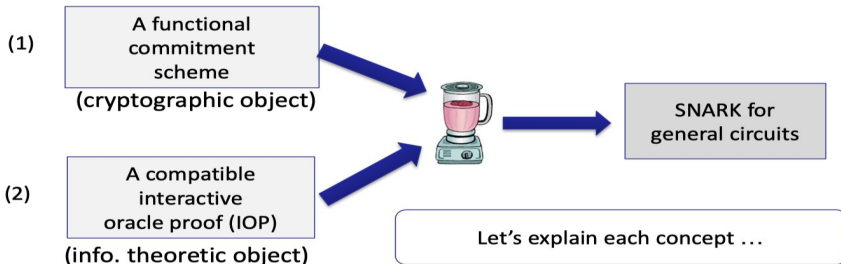 (1)
A functional
commitment
scheme
(cryptographic object)
SNARK for
general circuits
(2)
A compatible
interactive
oracle proof (IOP)
(info. theoretic object)
Let's explain each concept ...